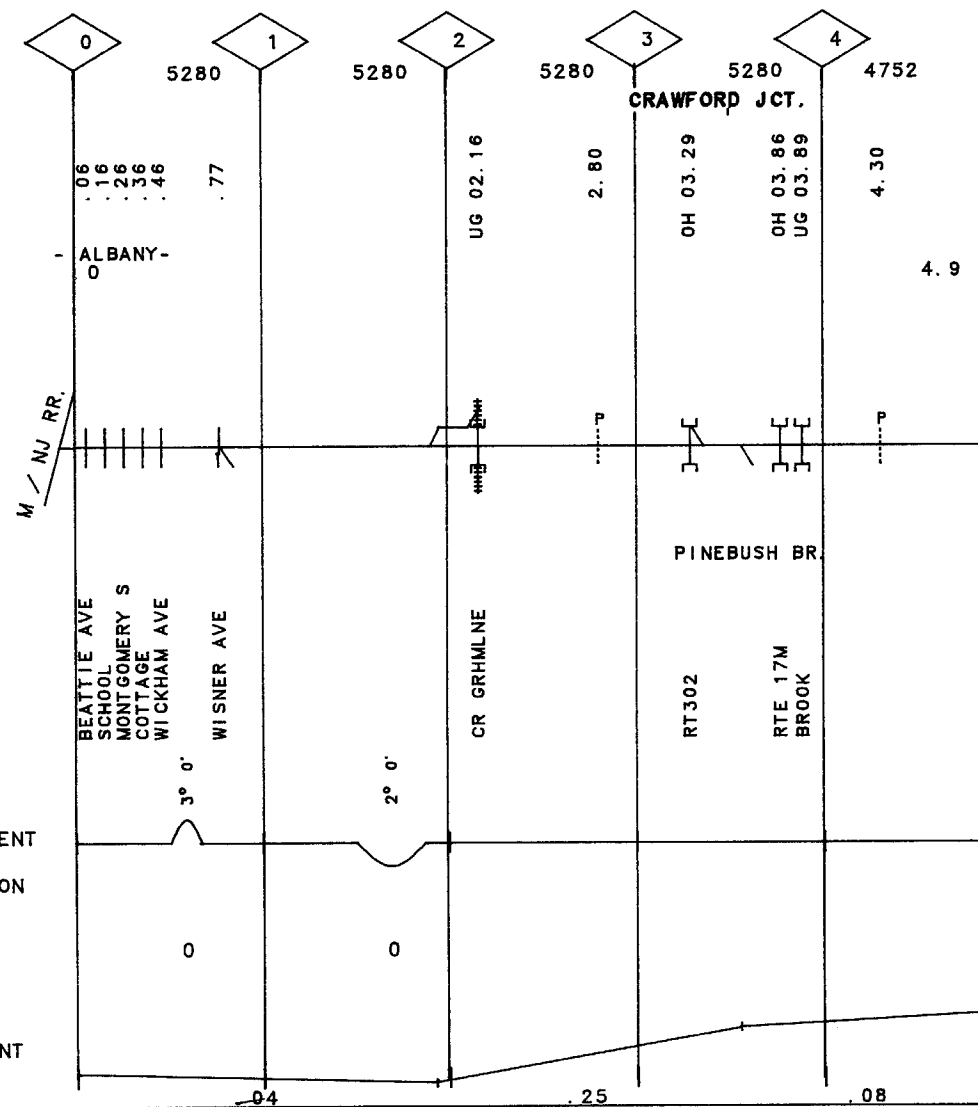 0
1
2
3
4
5280
5280
5280
5280
4752
CRAWFORD JCT.
.06
.16
.26
.36
.46
.77
UG 02.16
2.80
OH 03.29
OH 03.86
UG 03.89
4.30
- ALBANY-
0
4.9
M / NJ RR.
P
P
PINEBUSH BR.
BEATTIE AVE
SCHOOL
MONTGOMERY S
COTTAGE
WICKHAM AVE
WISNER AVE
CR GRHMLNE
RT302
RTE 17M
BROOK
3° 0'
2° 0'
ENT
ON
0
0
NT
-.04
.25
.08